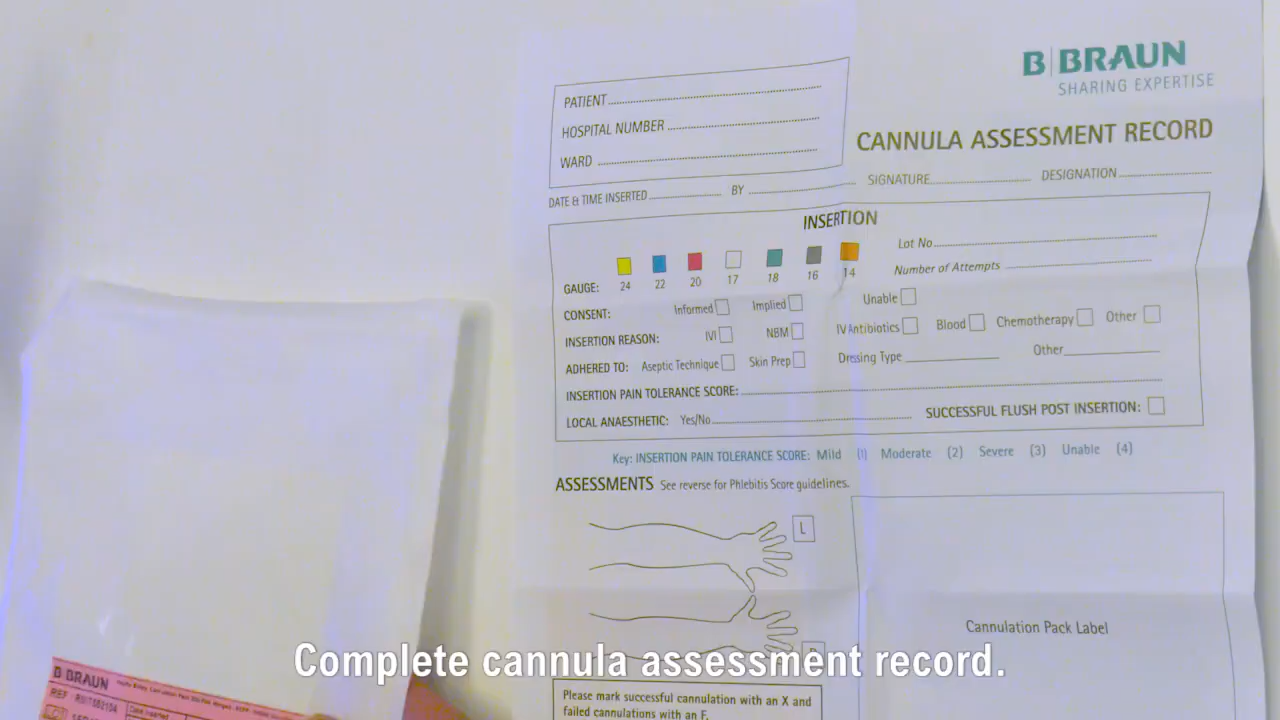 B BRAUN
SHARING EXPERTISE
PATIENT
HOSPITAL NUMBER
WARD
CANNULA ASSESSMENT RECORD
DATE & TIME INSERTED BY SIGNATURE DESIGNATION
INSERTION
GAUGE: 24 22 20 17 18 16 14
Lot No
Number of Attempts
CONSENT: Informed Implied Unable
INSERTION REASON: IVI NBM IV Antibiotics Blood Chemotherapy Other
ADHERED TO: Aseptic Technique Skin Prep Dressing Type Other
INSERTION PAIN TOLERANCE SCORE:
LOCAL ANAESTHETIC: Yes/No SUCCESSFUL FLUSH POST INSERTION:
Key: INSERTION PAIN TOLERANCE SCORE: Mild (1) Moderate (2) Severe (3) Unable (4)
ASSESSMENTS See reverse for Phlebitis Score guidelines.
L
Cannulation Pack Label
Complete cannula assessment record.
Please mark successful cannulation with an X and
failed cannulations with an F.
B BRAUN
REF